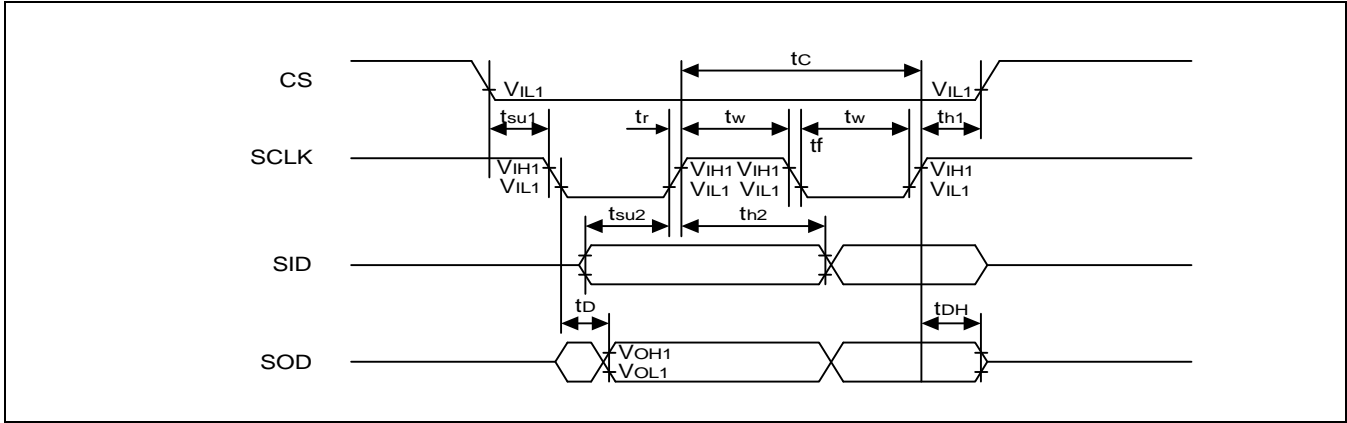 tC
CS
VIL1 VIL1
tsu1 tr tw tw th1
tf
SCLK
VIH1 VIH1 VIH1 VIH1
VIL1 VIL1 VIL1 VIL1
tsu2 th2
SID
tD tDH
SOD
VOH1
VOL1